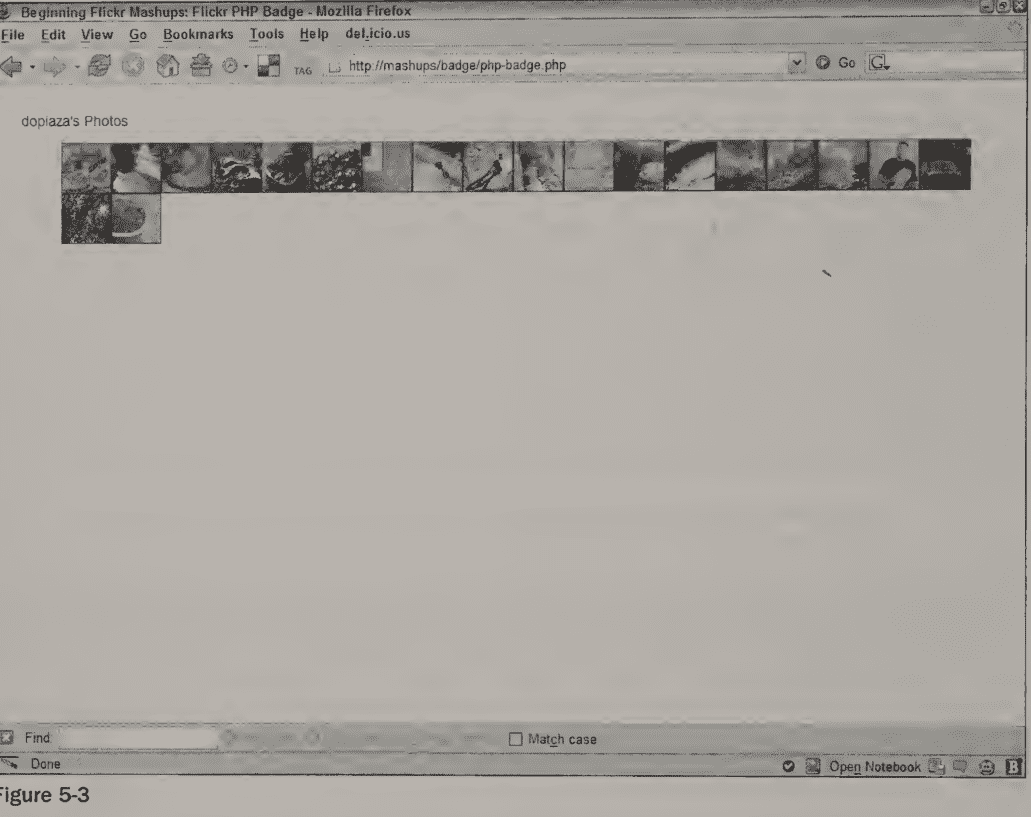 Beginning Flickr Mashups: Flickr PHP Badge - Mozilla Firefox
File Edit View Go Bookmarks Tools Help del.icio.us
TAG http://mashups/badge/php-badge.php Go G
dopiaza's Photos
Find: Match case
Done Open Notebook B
Figure 5-3